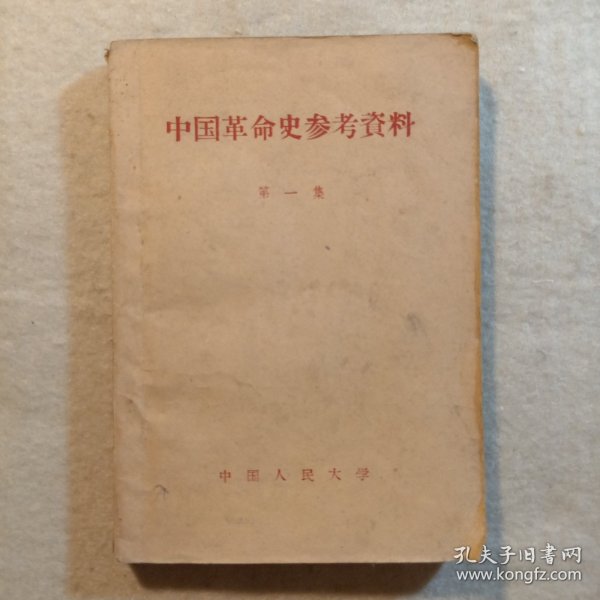 中国革命史参考資料
第一集
中国人民大学
孔夫子旧书网
www.kongfz.com